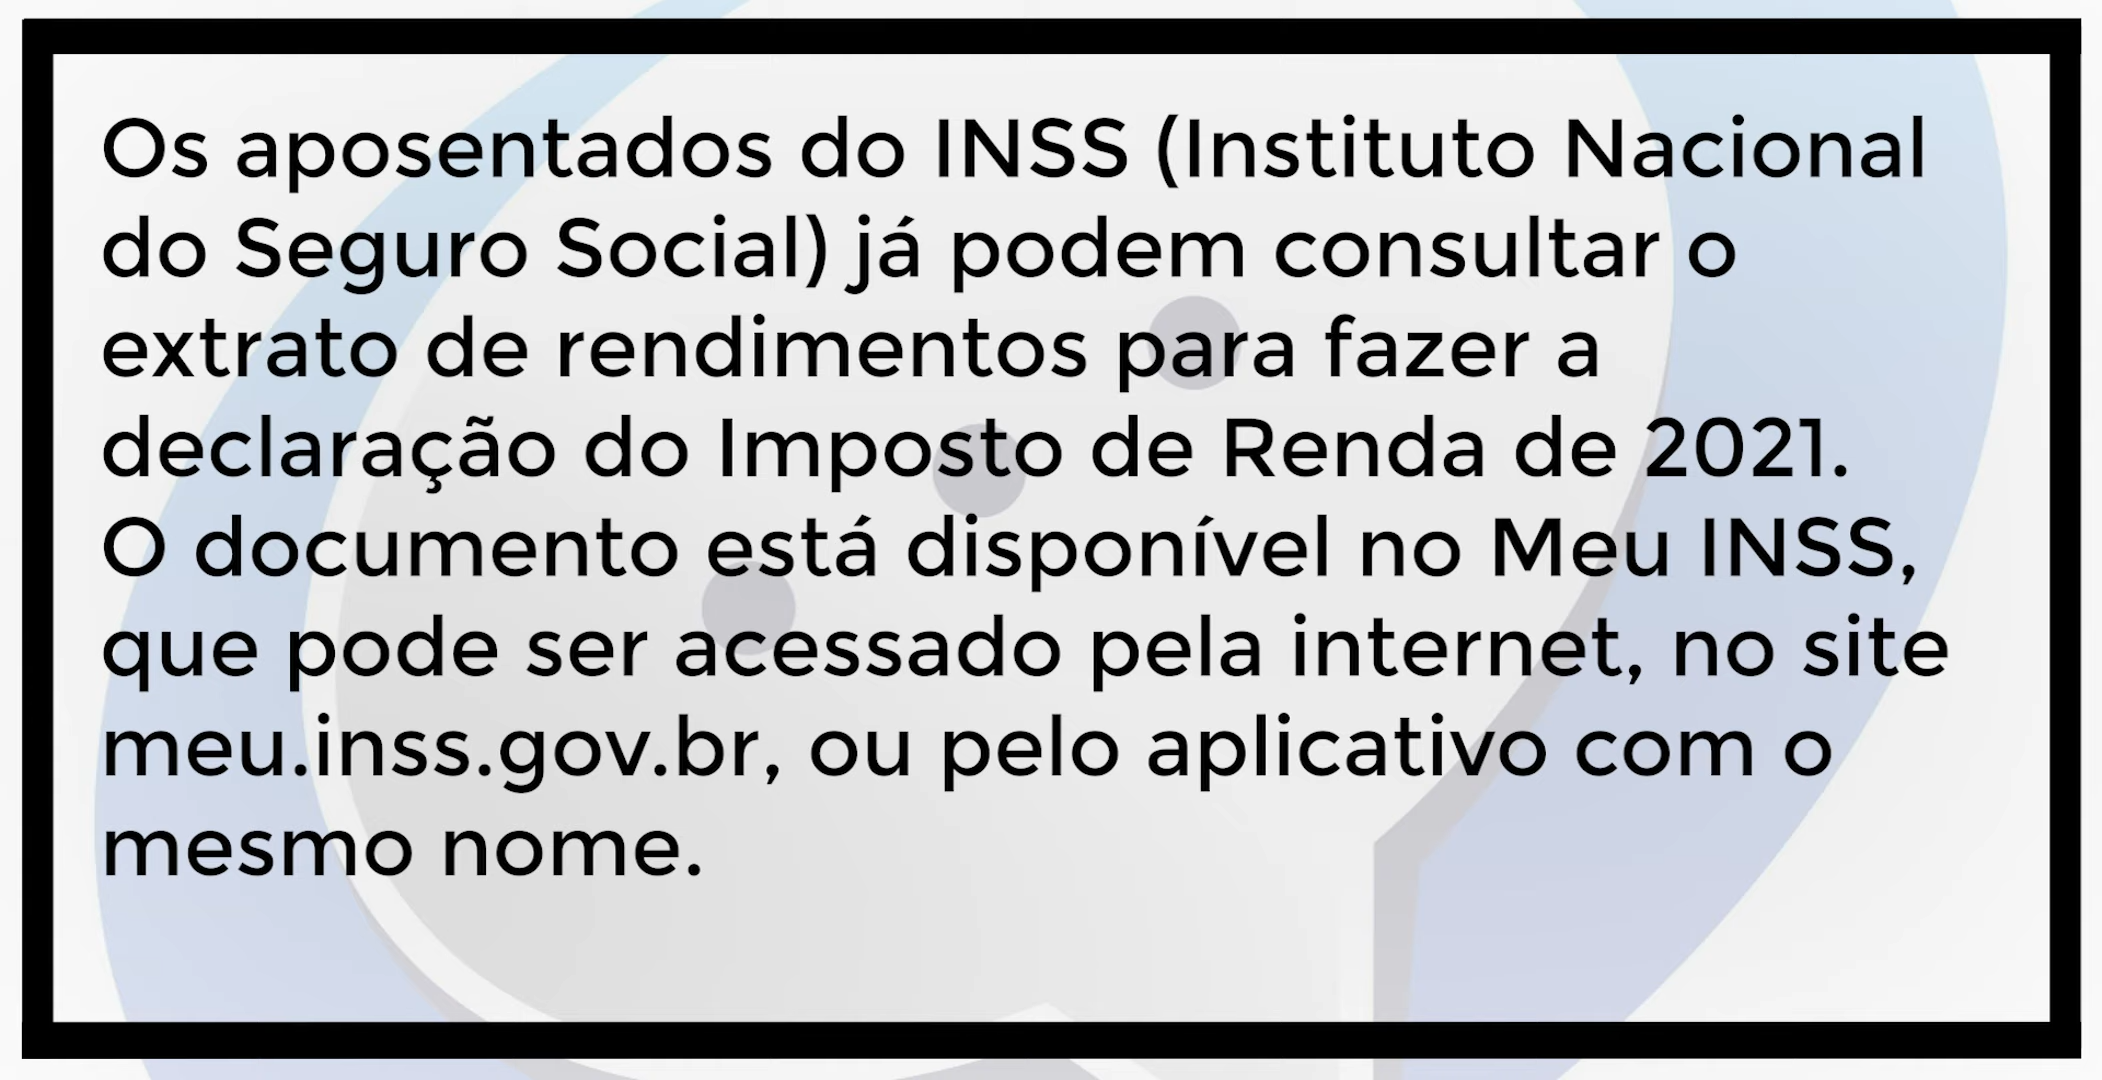 Os aposentados do INSS (Instituto Nacional
do Seguro Social) já podem consultar o
extrato de rendimentos para fazer a
declaração do Imposto de Renda de 2021.
O documento está disponível no Meu INSS,
que pode ser acessado pela internet, no site
meu.inss.gov.br, ou pelo aplicativo com o
mesmo nome.